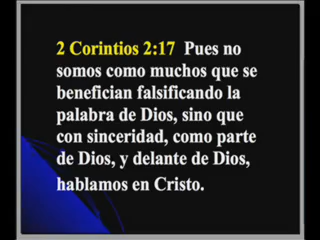 2 Corintios 2:17 Pues no
somos como muchos que se
benefician falsificando la
palabra de Dios, sino que
con sinceridad, como parte
de Dios, y delante de Dios,
hablamos en Cristo.